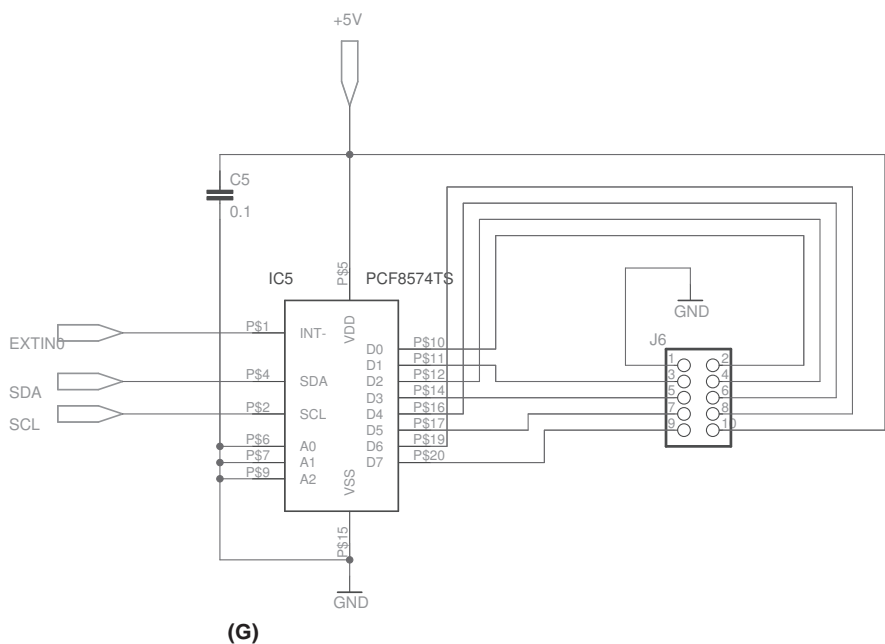 +5V
C5
0.1
IC5
PCF8574TS
P$5
VDD
EXTIN0
P$1
INT-
SDA
P$4
SDA
SCL
P$2
SCL
P$6
A0
P$7
A1
P$9
A2
VSS
P$15
GND
D0
P$10
D1
P$11
D2
P$12
D3
P$14
D4
P$16
D5
P$17
D6
P$19
D7
P$20
GND
J6
1 2
3 4
5 6
7 8
9 10
(G)